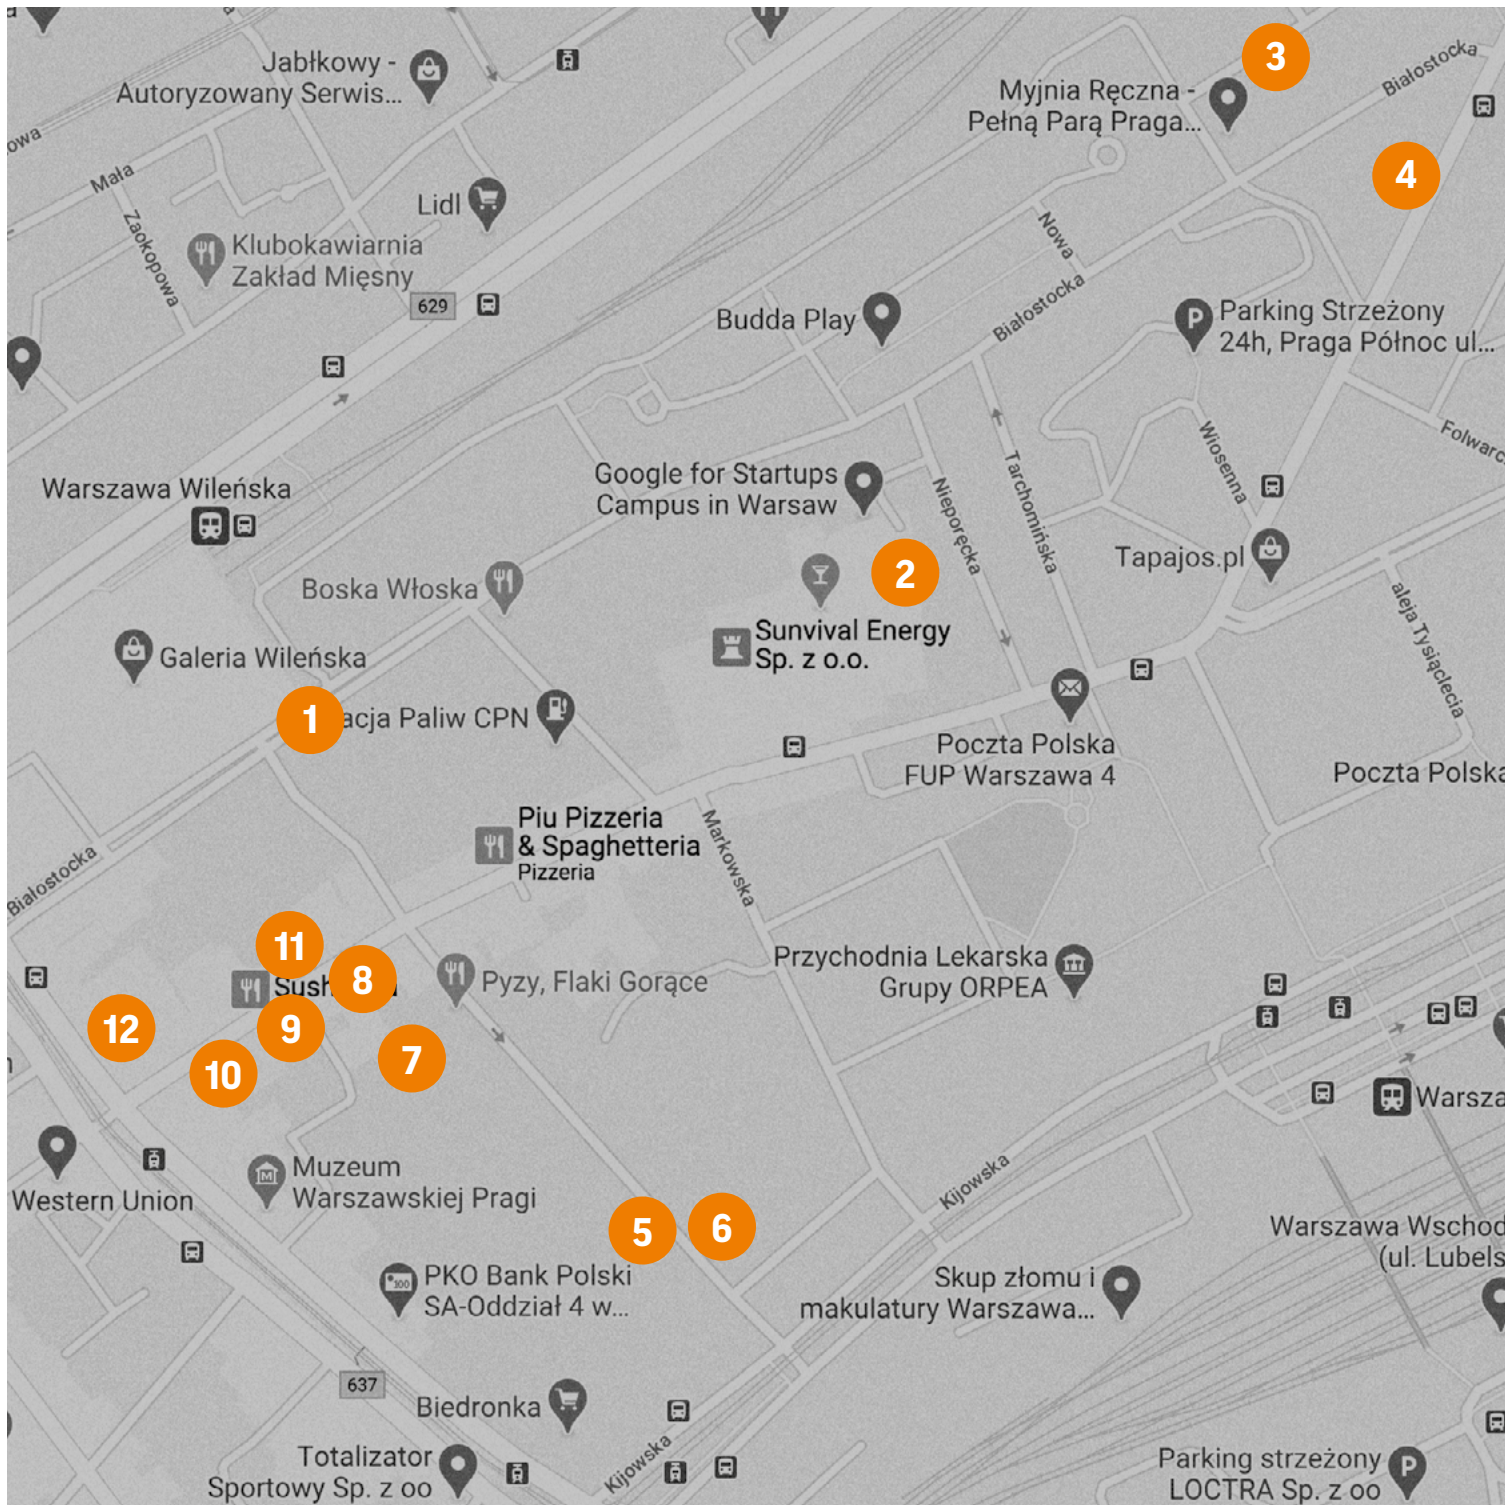 Jabłkowy -
Autoryzowany Serwis...
3
Białostocka
Myjnia Ręczna -
Pełną Parą Praga...
owa
Mała
4
Lidl
Zaokopowa
Klubokawiarnia
Zakład Mięsny
Nowa
629
Budda Play
Białostocka
Parking Strzeżony
24h, Praga Północ ul...
P
Folwarc
Wiosenna
Warszawa Wileńska
Google for Startups
Campus in Warsaw
Nieporęcka
Tarchomińska
Tapajos.pl
2
Boska Włoska
aleja Tysiąclecia
Sunvival Energy
Sp. z o.o.
Galeria Wileńska
1
acja Paliw CPN
Poczta Polska
FUP Warszawa 4
Poczta Polska
Piu Pizzeria
& Spaghetteria
Pizzeria
Markowska
Białostocka
11
8
Sush
Pyzy, Flaki Gorące
Przychodnia Lekarska
Grupy ORPEA
12
9
10
7
Warsza
Muzeum
Warszawskiej Pragi
M
Western Union
Kijowska
5
6
Warszawa Wschod
(ul. Lubels
PKO Bank Polski
SA-Oddział 4 w...
100
Skup złomu i
makulatury Warszawa...
637
Biedronka
Kijowska
Totalizator
Sportowy Sp. z oo
Parking strzeżony
LOCTRA Sp. z oo
P